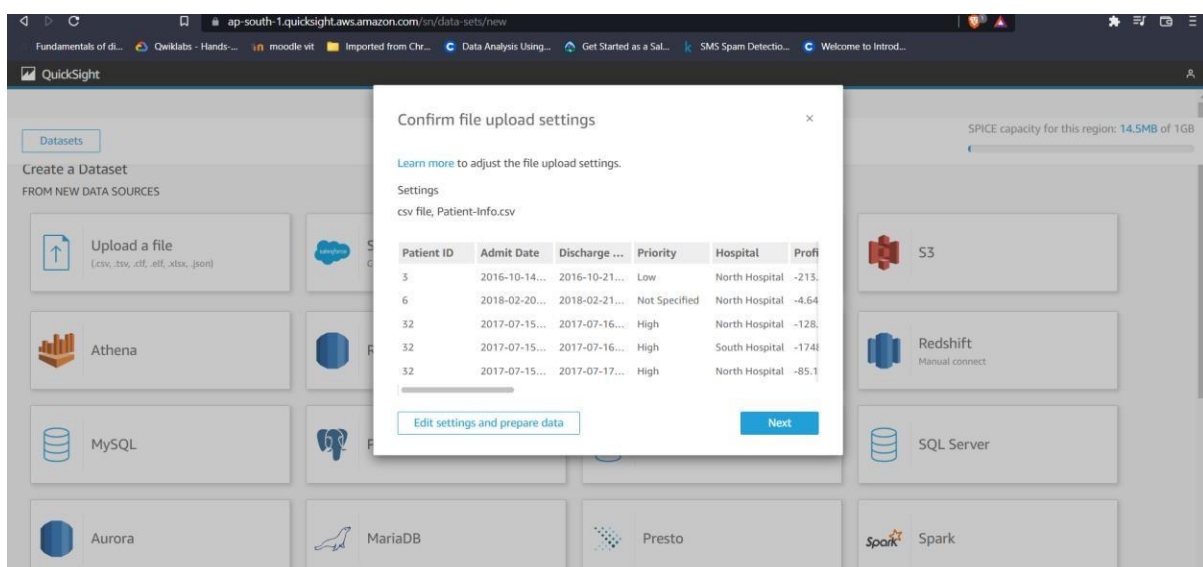 ap-south-1.quicksight.aws.amazon.com/sn/data-sets/new
Fundamentals of di... Qwiklabs - Hands-... moodle vit Imported from Chr... Data Analysis Using... Get Started as a Sal... SMS Spam Detectio... Welcome to Introd...
QuickSight
Datasets
SPICE capacity for this region: 14.5MB of 1GB
Create a Dataset
FROM NEW DATA SOURCES
Confirm file upload settings
Learn more to adjust the file upload settings.
Settings
csv file, Patient-Info.csv
Patient ID Admit Date Discharge ... Priority Hospital Profi
3 2016-10-14... 2016-10-21... Low North Hospital -213.
6 2018-02-20... 2018-02-21... Not Specified North Hospital -4.64
32 2017-07-15... 2017-07-16... High North Hospital -128.
32 2017-07-15... 2017-07-16... High South Hospital -1748
32 2017-07-15... 2017-07-17... High North Hospital -85.1
Edit settings and prepare data
Next
Upload a file
(.csv, .tsv, .clf, .elf, .xlsx, .json)
salesforce
S3
Athena
Redshift
Manual connect
MySQL
SQL Server
Aurora
MariaDB
Presto
Spark Spark